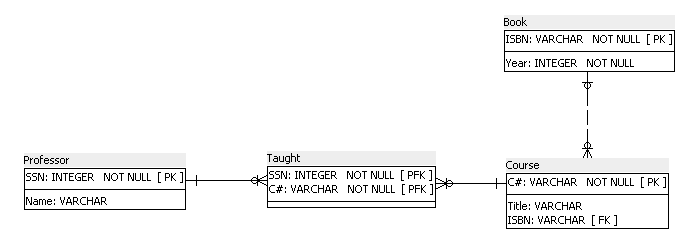 Book
ISBN: VARCHAR NOT NULL [ PK ]
Year: INTEGER NOT NULL
Professor
SSN: INTEGER NOT NULL [ PK ]
Name: VARCHAR
Taught
SSN: INTEGER NOT NULL [ PFK ]
C#: VARCHAR NOT NULL [ PFK ]
Course
C#: VARCHAR NOT NULL [ PK ]
Title: VARCHAR
ISBN: VARCHAR [ FK ]